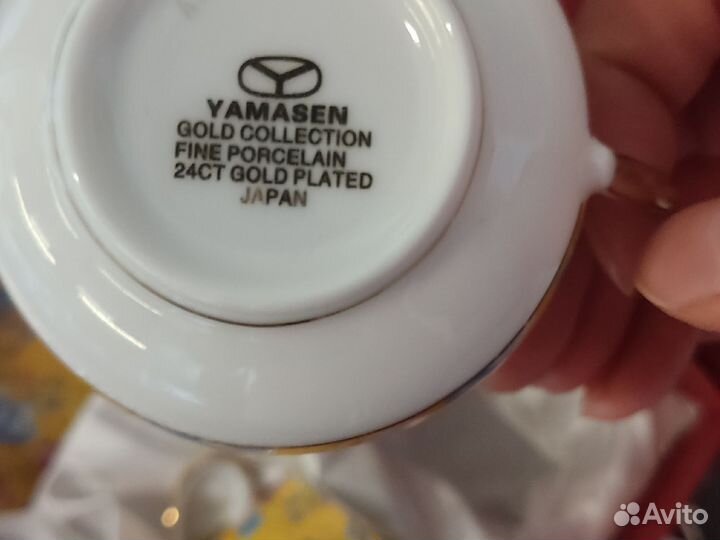 YAMASEN
GOLD COLLECTION
FINE PORCELAIN
24CT GOLD PLATED
JAPAN
Avito